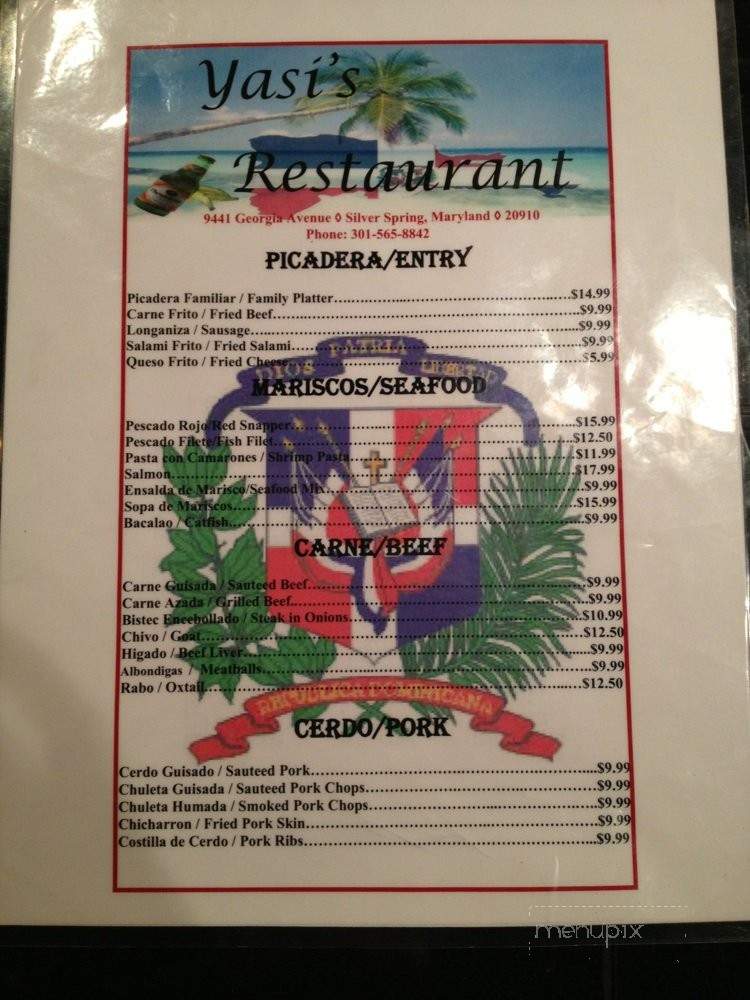 Yasi's
Restaurant
9441 Georgia Avenue ◊ Silver Spring, Maryland ◊ 20910
Phone: 301-565-8842
PICADERA/ENTRY
Picadera Familiar / Family Platter $14.99
Carne Frito / Fried Beef $9.99
Longaniza / Sausage $9.99
Salami Frito / Fried Salami $9.99
Queso Frito / Fried Cheese $5.99
DIOS PATRIA LIBERTAD
MARISCOS/SEAFOOD
Pescado Rojo/Red Snapper $15.99
Pescado Filete/Fish Filet $12.50
Pasta con Camarones / Shrimp Pasta $11.99
Salmon $17.99
Ensalda de Marisco/Seafood Mix $9.99
Sopa de Mariscos $15.99
Bacalao / Catfish $9.99
CARNE/BEEF
Carne Guisada / Sauteed Beef $9.99
Carne Azada / Grilled Beef $9.99
Bistec Encebollado / Steak in Onions $10.99
Chivo / Goat $12.50
Higado / Beef Liver $9.99
Albondigas / Meatballs $9.99
Rabo / Oxtail $12.50
REPUBLICA DOMINICANA
CERDO/PORK
Cerdo Guisado / Sauteed Pork $9.99
Chuleta Guisada / Sauteed Pork Chops $9.99
Chuleta Humada / Smoked Pork Chops $9.99
Chicharron / Fried Pork Skin $9.99
Costilla de Cerdo / Pork Ribs $9.99
menupix